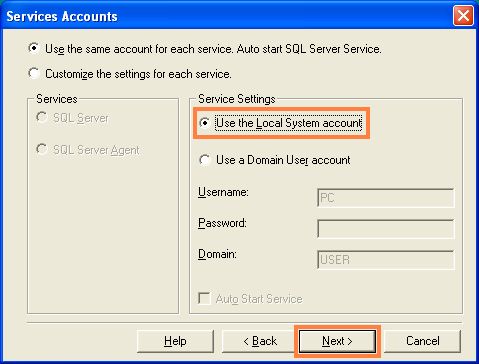 Services Accounts
Use the same account for each service. Auto start SQL Server Service.
Customize the settings for each service.
Services
SQL Server
SQL Server Agent
Service Settings
Use the Local System account
Use a Domain User account
Username:
PC
Password:
Domain:
USER
Auto Start Service
Help
< Back
Next >
Cancel